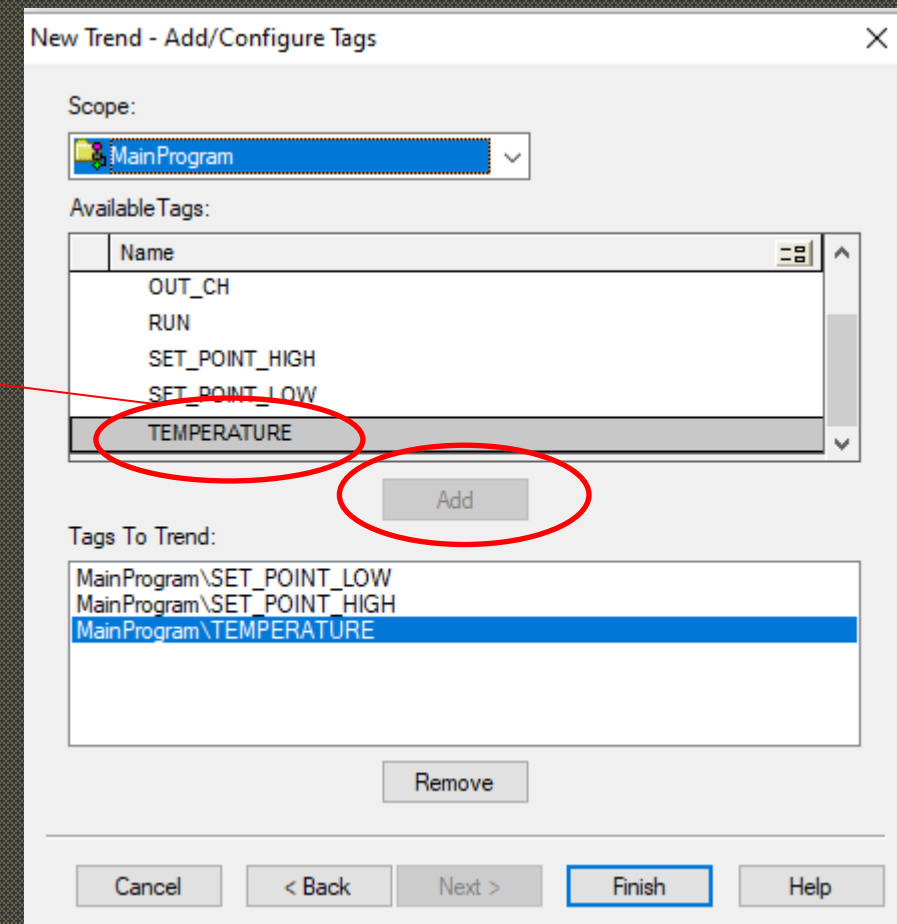 New Trend - Add/Configure Tags
Scope:
MainProgram
AvailableTags:
Name
OUT_CH
RUN
SET_POINT_HIGH
SET_POINT_LOW
TEMPERATURE
Add
Tags To Trend:
MainProgram\SET_POINT_LOW
MainProgram\SET_POINT_HIGH
MainProgram\TEMPERATURE
Remove
Cancel < Back Next > Finish Help